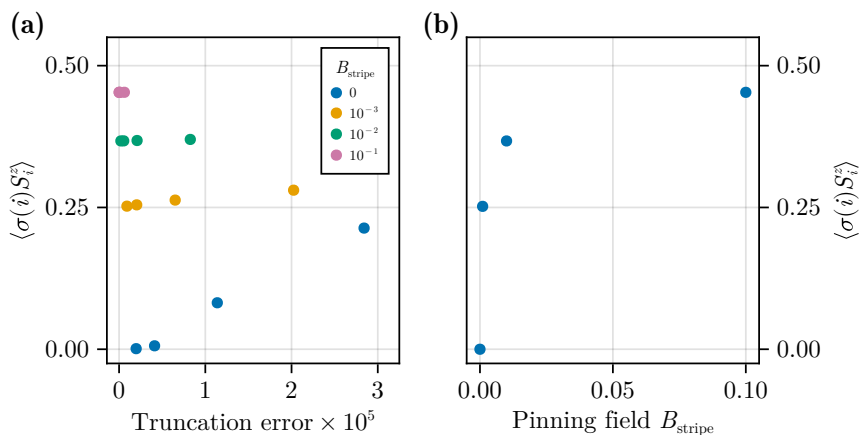 (a)
⟨σ(i)S_i^z⟩
0.50
0.25
0.00
B_stripe
0
10^−3
10^−2
10^−1
0 1 2 3
Truncation error × 10^5
(b)
0.50
0.25
0.00
⟨σ(i)S_i^z⟩
0.00 0.05 0.10
Pinning field B_stripe